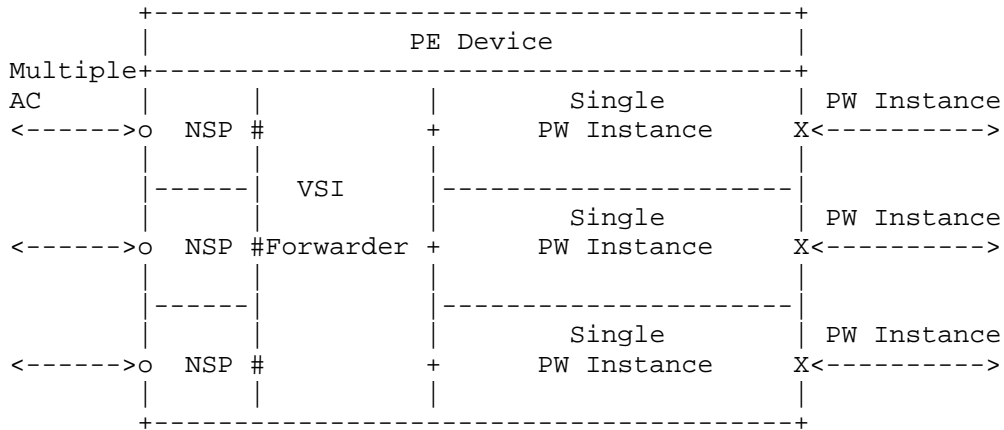 PE Device
Multiple
AC Single PW Instance
<------>o NSP # + PW Instance X<---------->
VSI
Single PW Instance
<------>o NSP #Forwarder + PW Instance X<---------->
Single PW Instance
<------>o NSP # + PW Instance X<---------->